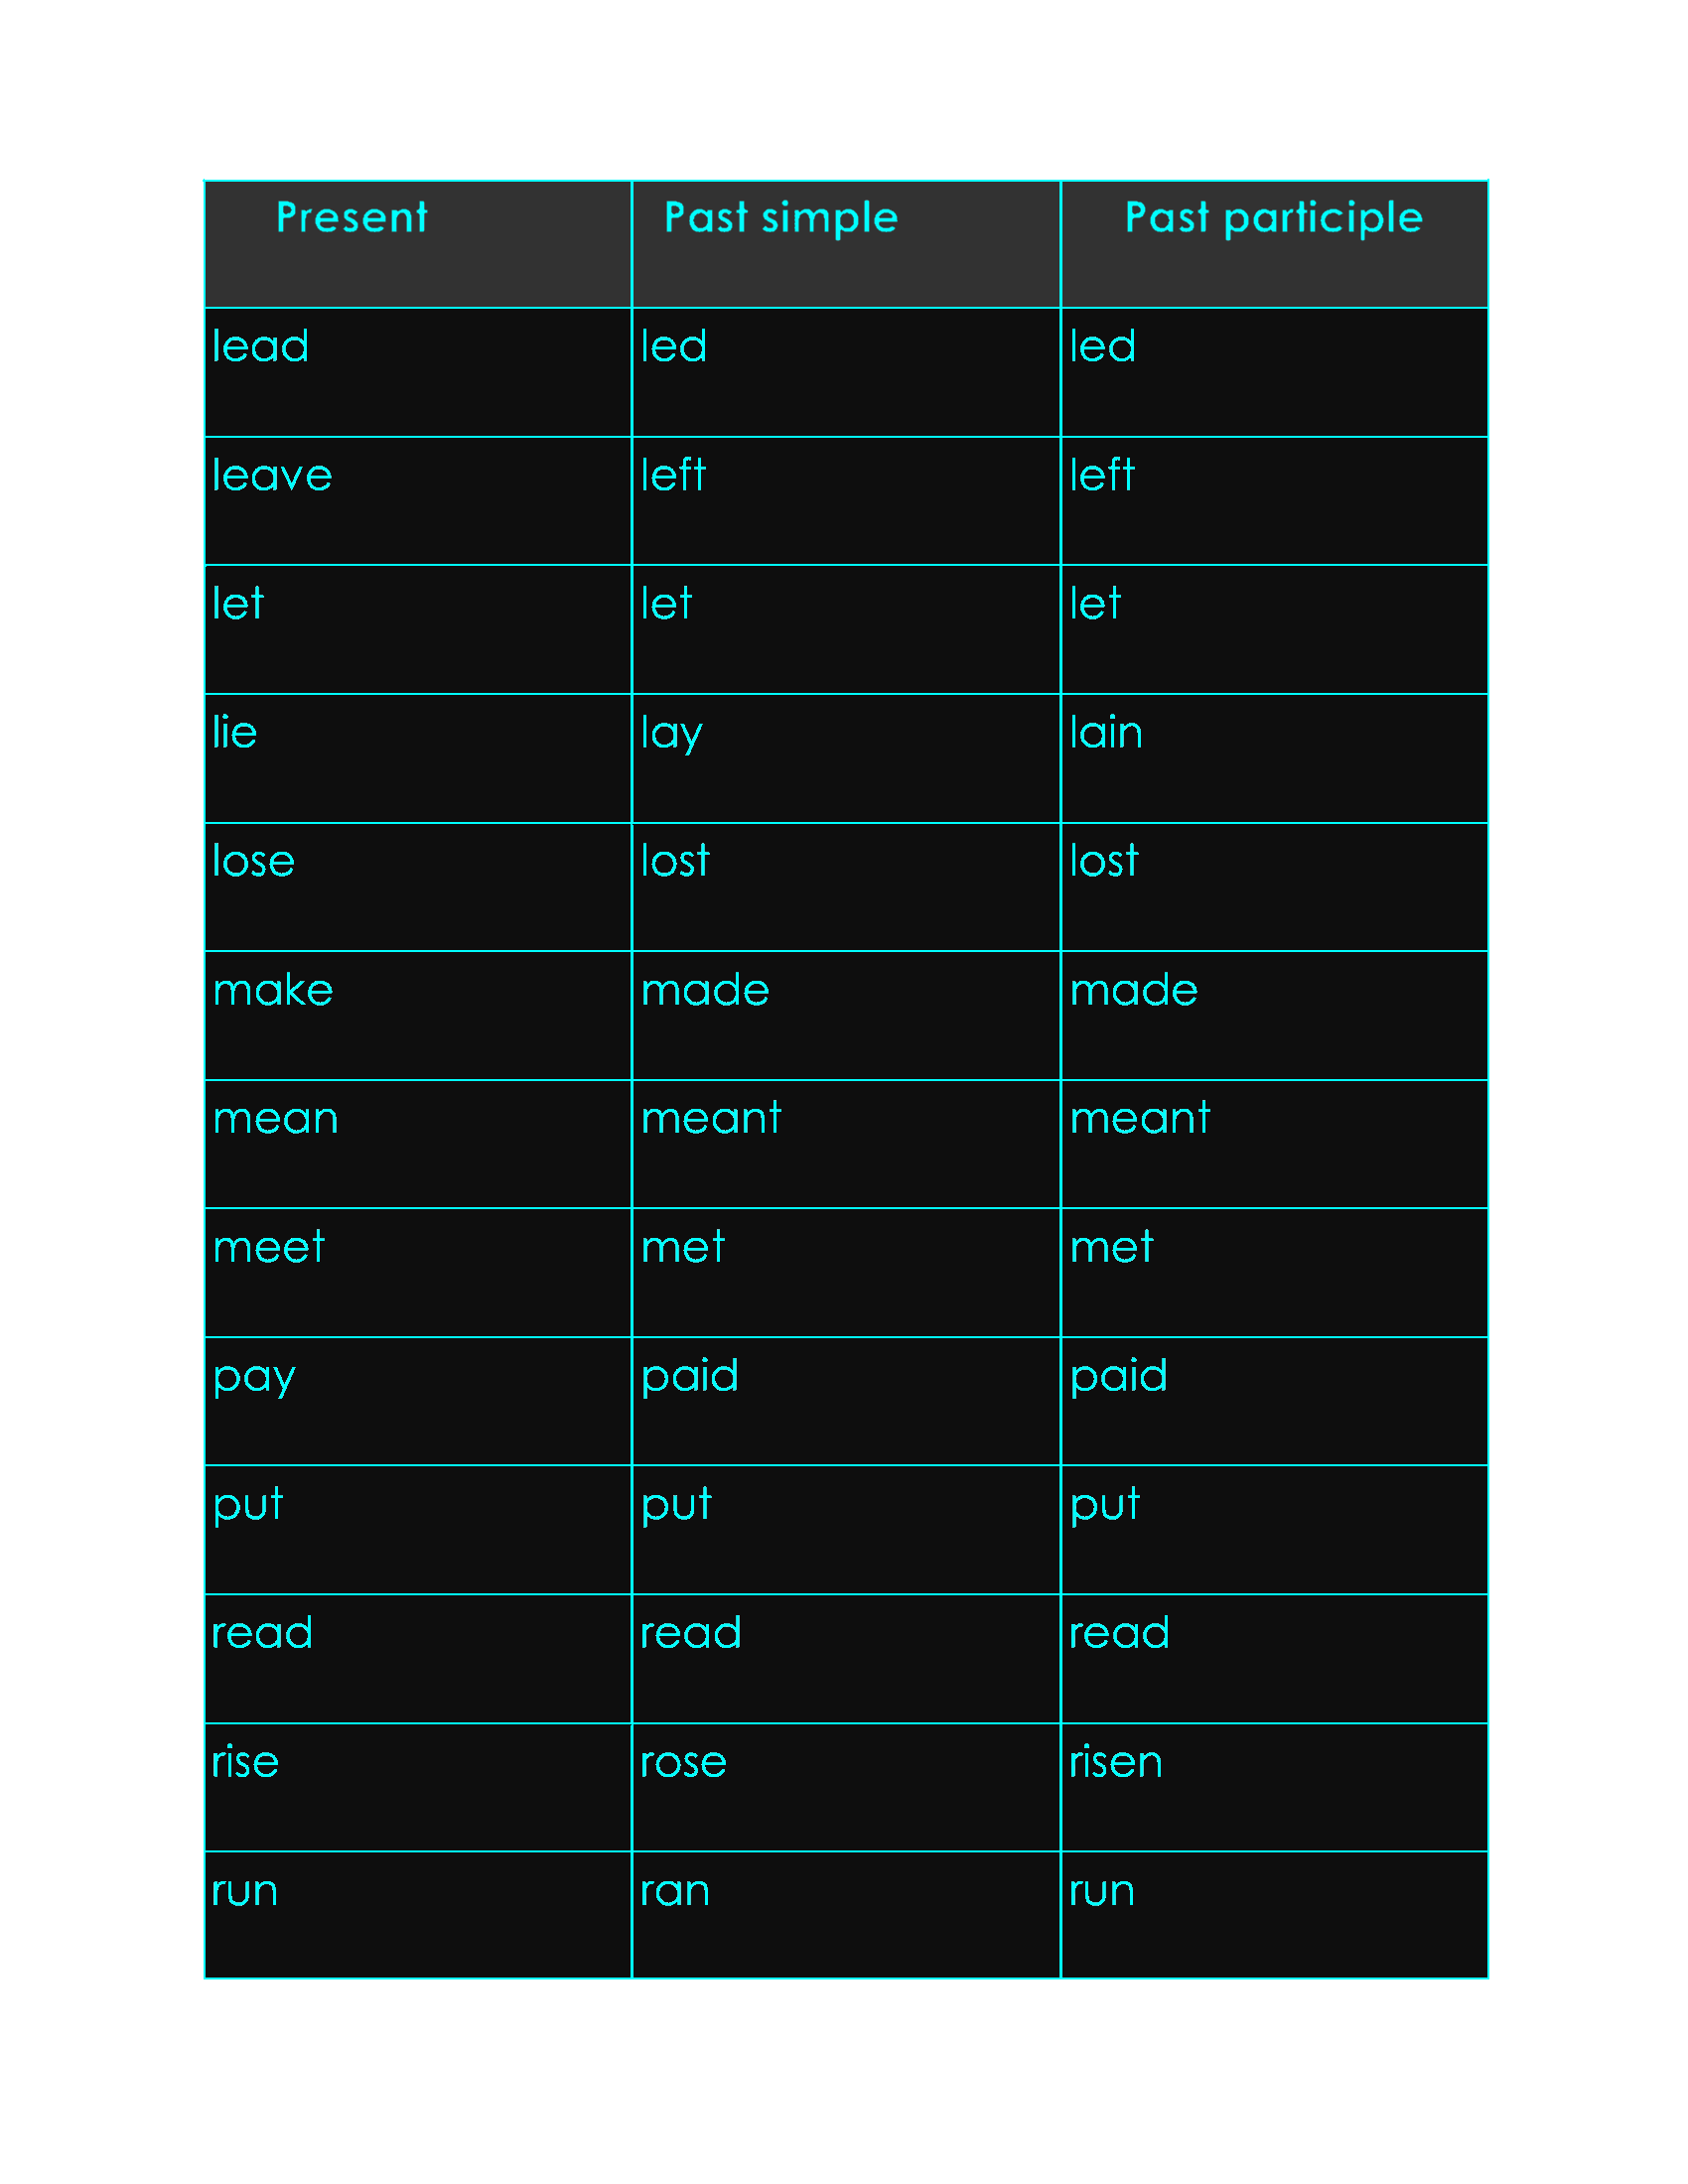 Present Past simple Past participle
lead led led
leave left left
let let let
lie lay lain
lose lost lost
make made made
mean meant meant
meet met met
pay paid paid
put put put
read read read
rise rose risen
run ran run